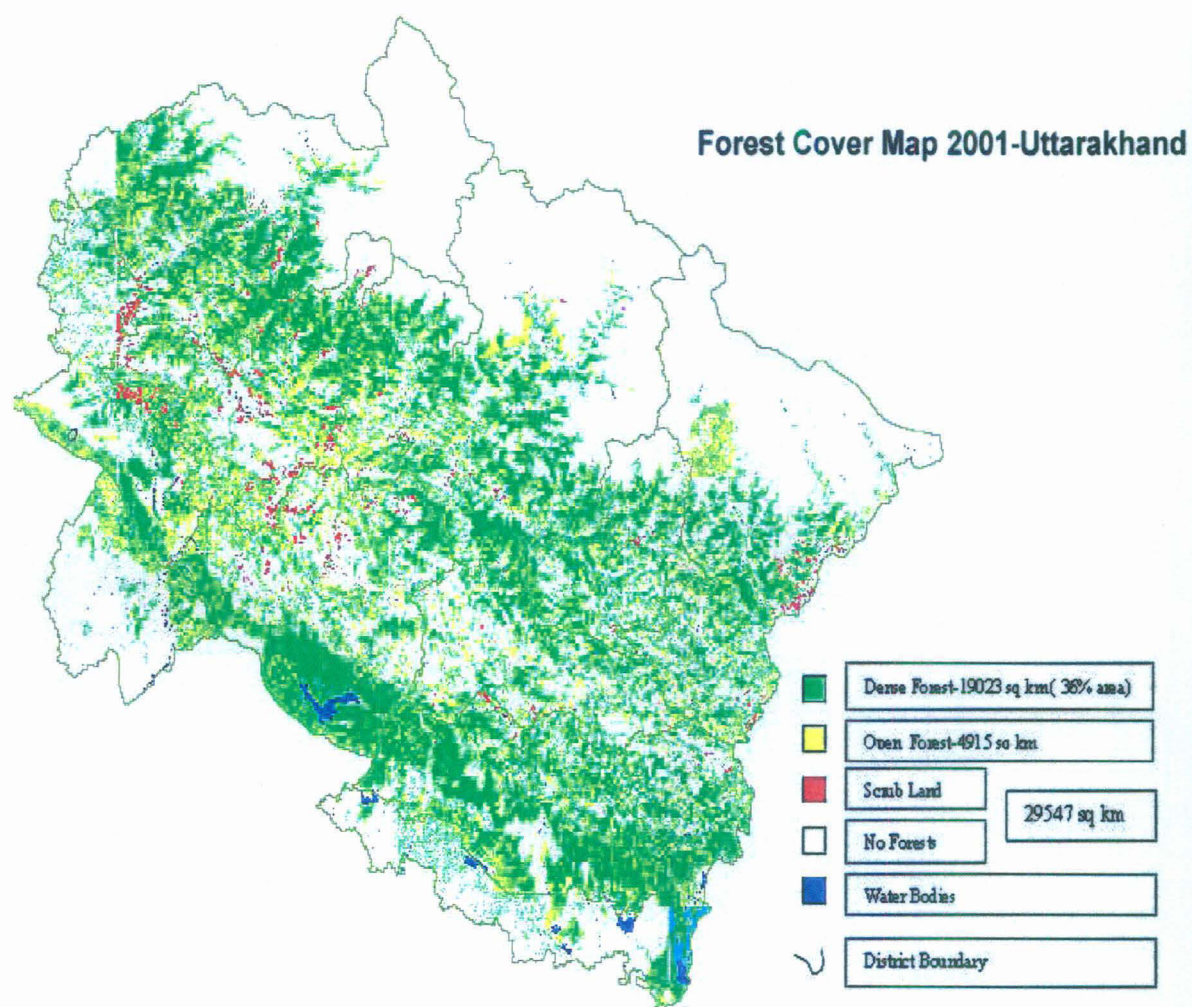 Forest Cover Map 2001-Uttarakhand
Dense Forest-19023 sq km( 36% area)
Open Forest-4915 sq km
Scrub Land
29547 sq km
No Forests
Water Bodies
District Boundary